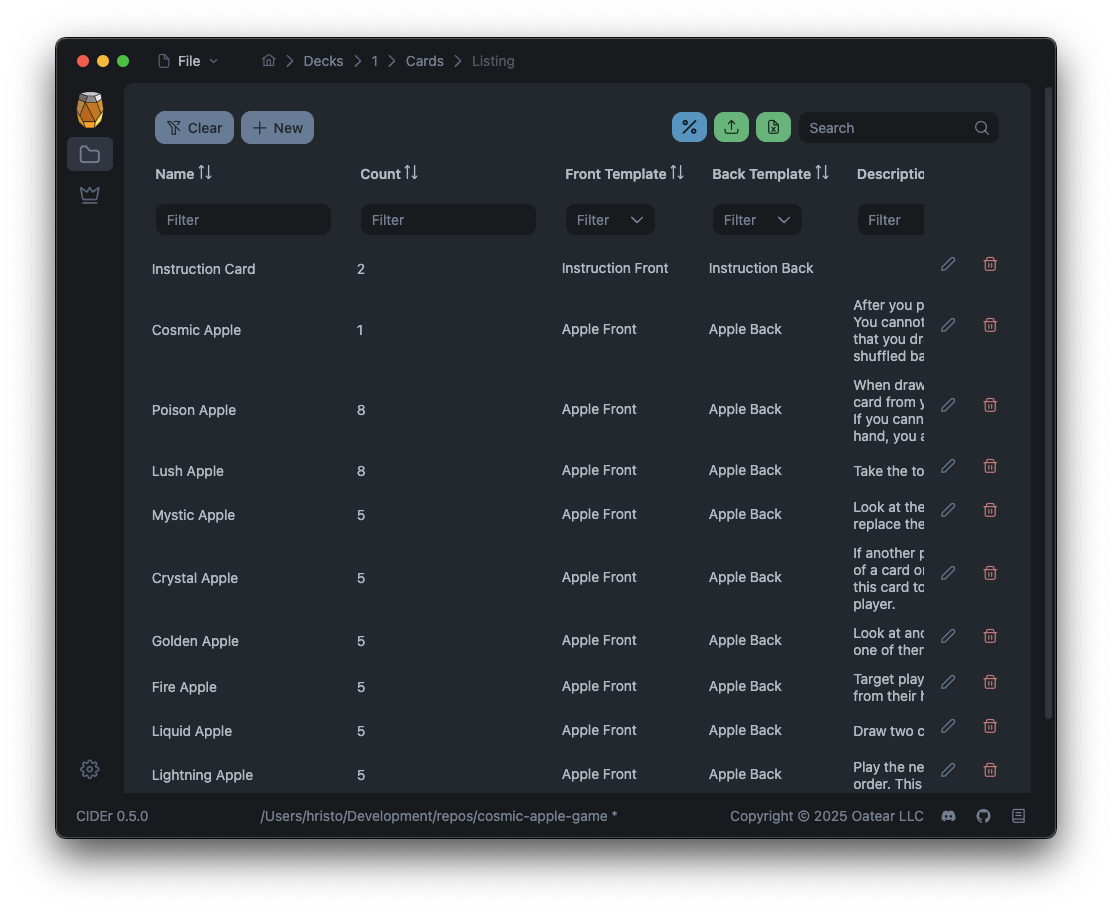 File
Decks > 1 > Cards > Listing
Clear
New
Search
Name Count Front Template Back Template Descriptio
Filter Filter Filter Filter Filter
Instruction Card 2 Instruction Front Instruction Back
Cosmic Apple 1 Apple Front Apple Back
After you p
You cannot
that you dr
shuffled ba
Poison Apple 8 Apple Front Apple Back
When draw
card from y
If you cann
hand, you a
Lush Apple 8 Apple Front Apple Back Take the to
Mystic Apple 5 Apple Front Apple Back
Look at the
replace the
Crystal Apple 5 Apple Front Apple Back
If another p
of a card o
this card to
player.
Golden Apple 5 Apple Front Apple Back
Look at ano
one of ther
Fire Apple 5 Apple Front Apple Back
Target play
from their h
Liquid Apple 5 Apple Front Apple Back Draw two c
Lightning Apple 5 Apple Front Apple Back
Play the ne
order. This
CIDEr 0.5.0 /Users/hristo/Development/repos/cosmic-apple-game * Copyright © 2025 Oatear LLC